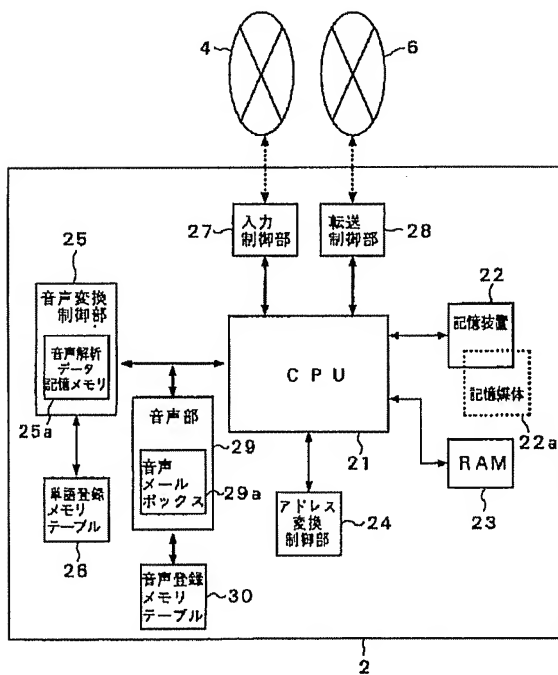 4
6
27
入力
制御部
転送
制御部
28
25
音声変換
制御部
音声解析
データ
記憶メモリ
25a
CPU
21
22
記憶装置
記憶媒体
22a
RAM
23
音声部
29
音声
メール
ボックス
29a
単語登録
メモリ
テーブル
26
アドレス
変換
制御部
24
音声登録
メモリ
テーブル
30
2